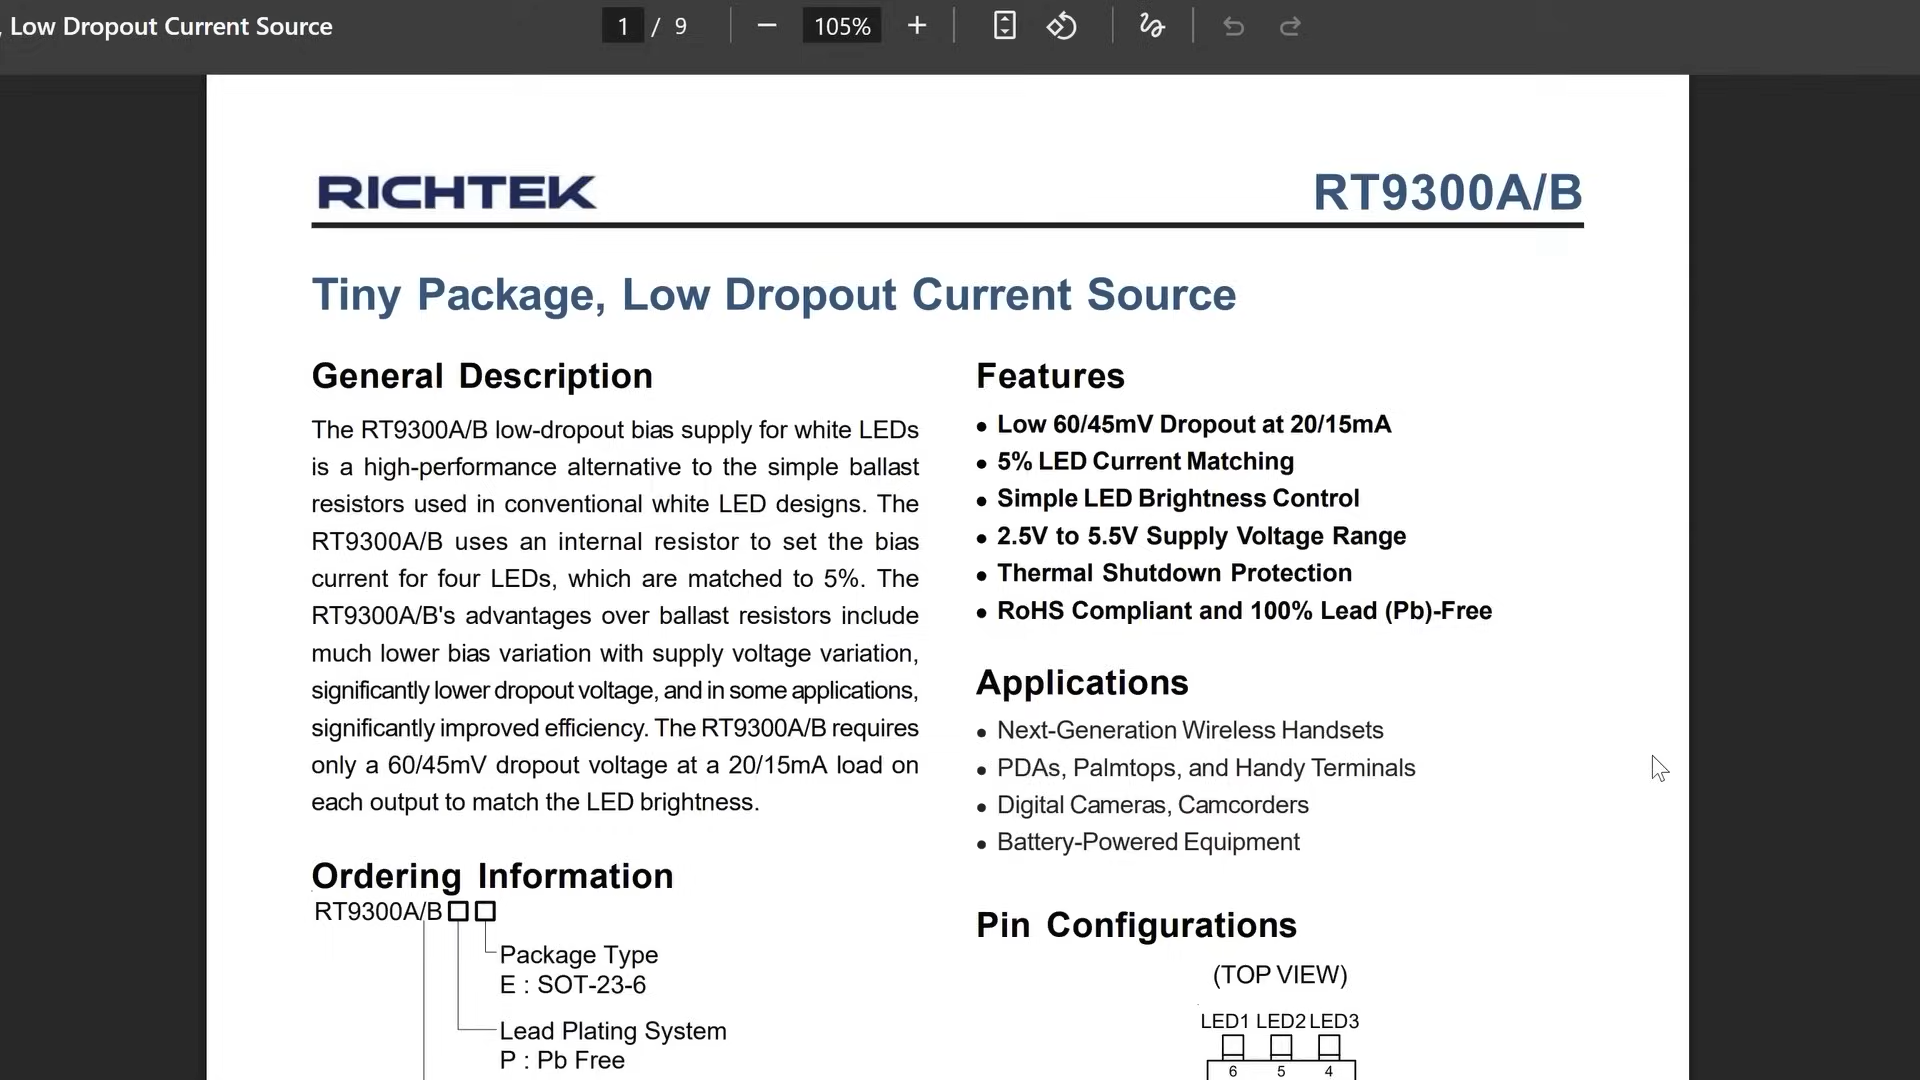 , Low Dropout Current Source
1 / 9
105%
RICHTEK
RT9300A/B
Tiny Package, Low Dropout Current Source
General Description
The RT9300A/B low-dropout bias supply for white LEDs
is a high-performance alternative to the simple ballast
resistors used in conventional white LED designs. The
RT9300A/B uses an internal resistor to set the bias
current for four LEDs, which are matched to 5%. The
RT9300A/B's advantages over ballast resistors include
much lower bias variation with supply voltage variation,
significantly lower dropout voltage, and in some applications,
significantly improved efficiency. The RT9300A/B requires
only a 60/45mV dropout voltage at a 20/15mA load on
each output to match the LED brightness.
Ordering Information
RT9300A/B
Package Type
E : SOT-23-6
Lead Plating System
P : Pb Free
Features
• Low 60/45mV Dropout at 20/15mA
• 5% LED Current Matching
• Simple LED Brightness Control
• 2.5V to 5.5V Supply Voltage Range
• Thermal Shutdown Protection
• RoHS Compliant and 100% Lead (Pb)-Free
Applications
• Next-Generation Wireless Handsets
• PDAs, Palmtops, and Handy Terminals
• Digital Cameras, Camcorders
• Battery-Powered Equipment
Pin Configurations
(TOP VIEW)
LED1 LED2 LED3
6 5 4